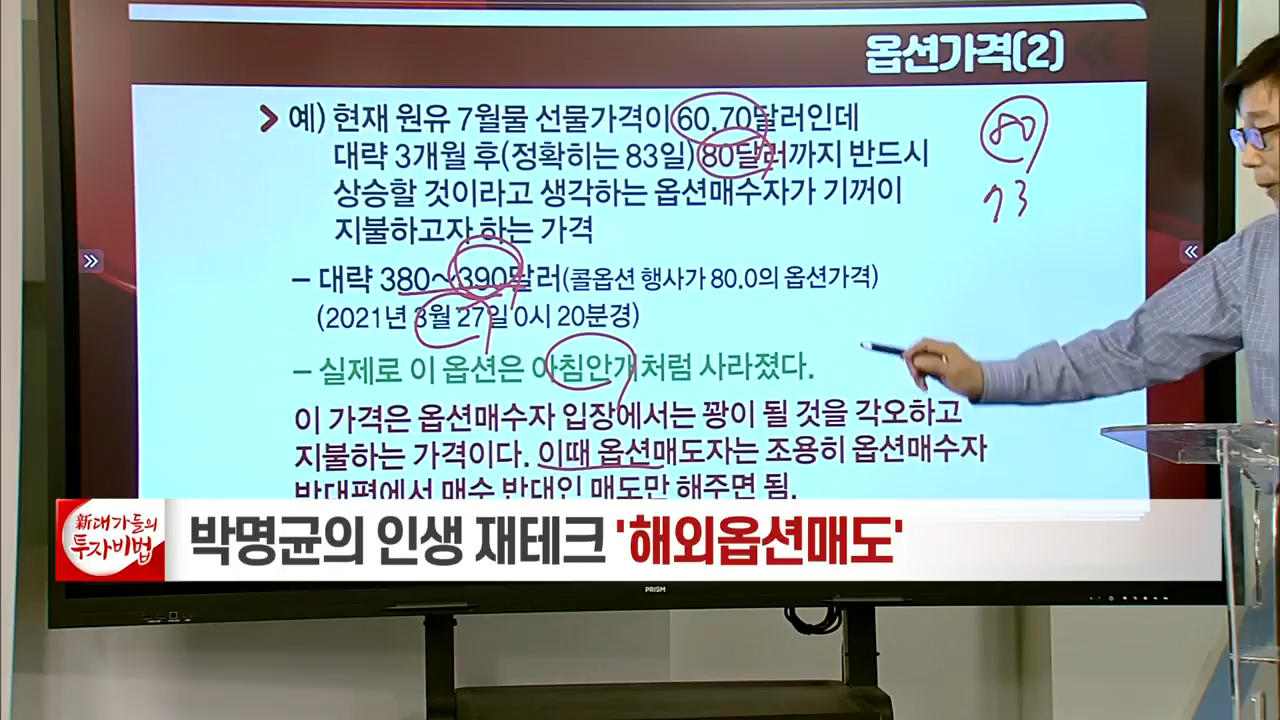 옵션가격(2)
예) 현재 원유 7월물 선물가격이 60.70달러인데
대략 3개월 후(정확히는 83일) 80달러까지 반드시
상승할 것이라고 생각하는 옵션매수자가 기꺼이
지불하고자 하는 가격
80
73
– 대략 380~390달러(콜옵션 행사가 80.0의 옵션가격)
(2021년 3월 27일 0시 20분경)
– 실제로 이 옵션은 아침안개처럼 사라졌다.
이 가격은 옵션매수자 입장에서는 꽝이 될 것을 각오하고
지불하는 가격이다. 이때 옵션매도자는 조용히 옵션매수자
반대편에서 매수 반대인 매도만 해주면 됨.
新대가들의
투자비법
박명균의 인생 재테크 '해외옵션매도'
PRISM